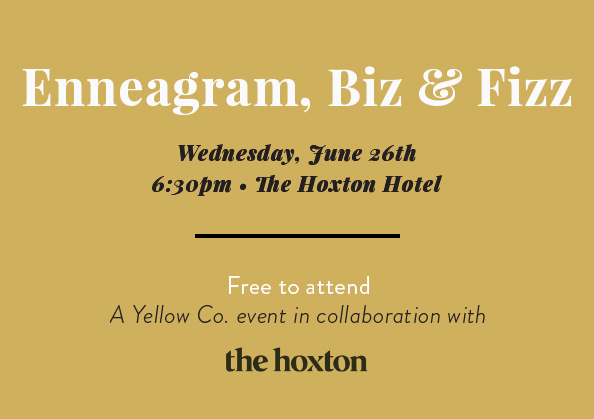 Enneagram, Biz & Fizz
Wednesday, June 26th
6:30pm • The Hoxton Hotel
Free to attend
A Yellow Co. event in collaboration with
the hoxton